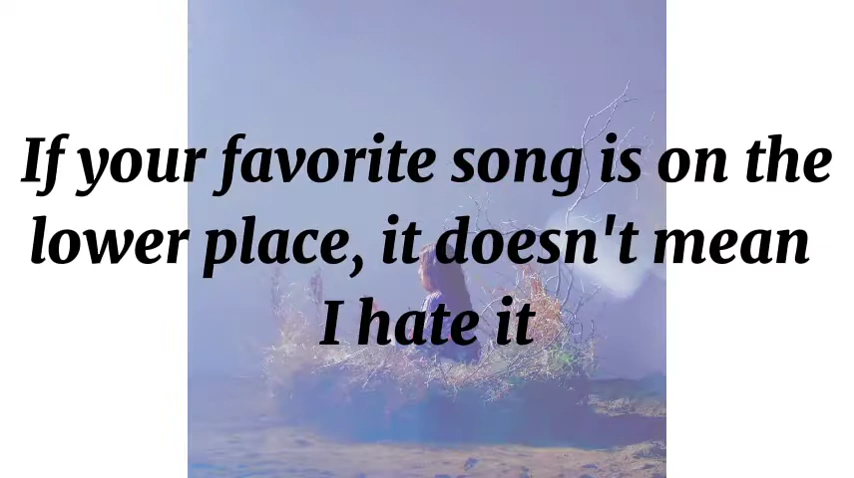 If your favorite song is on the
lower place, it doesn't mean
I hate it